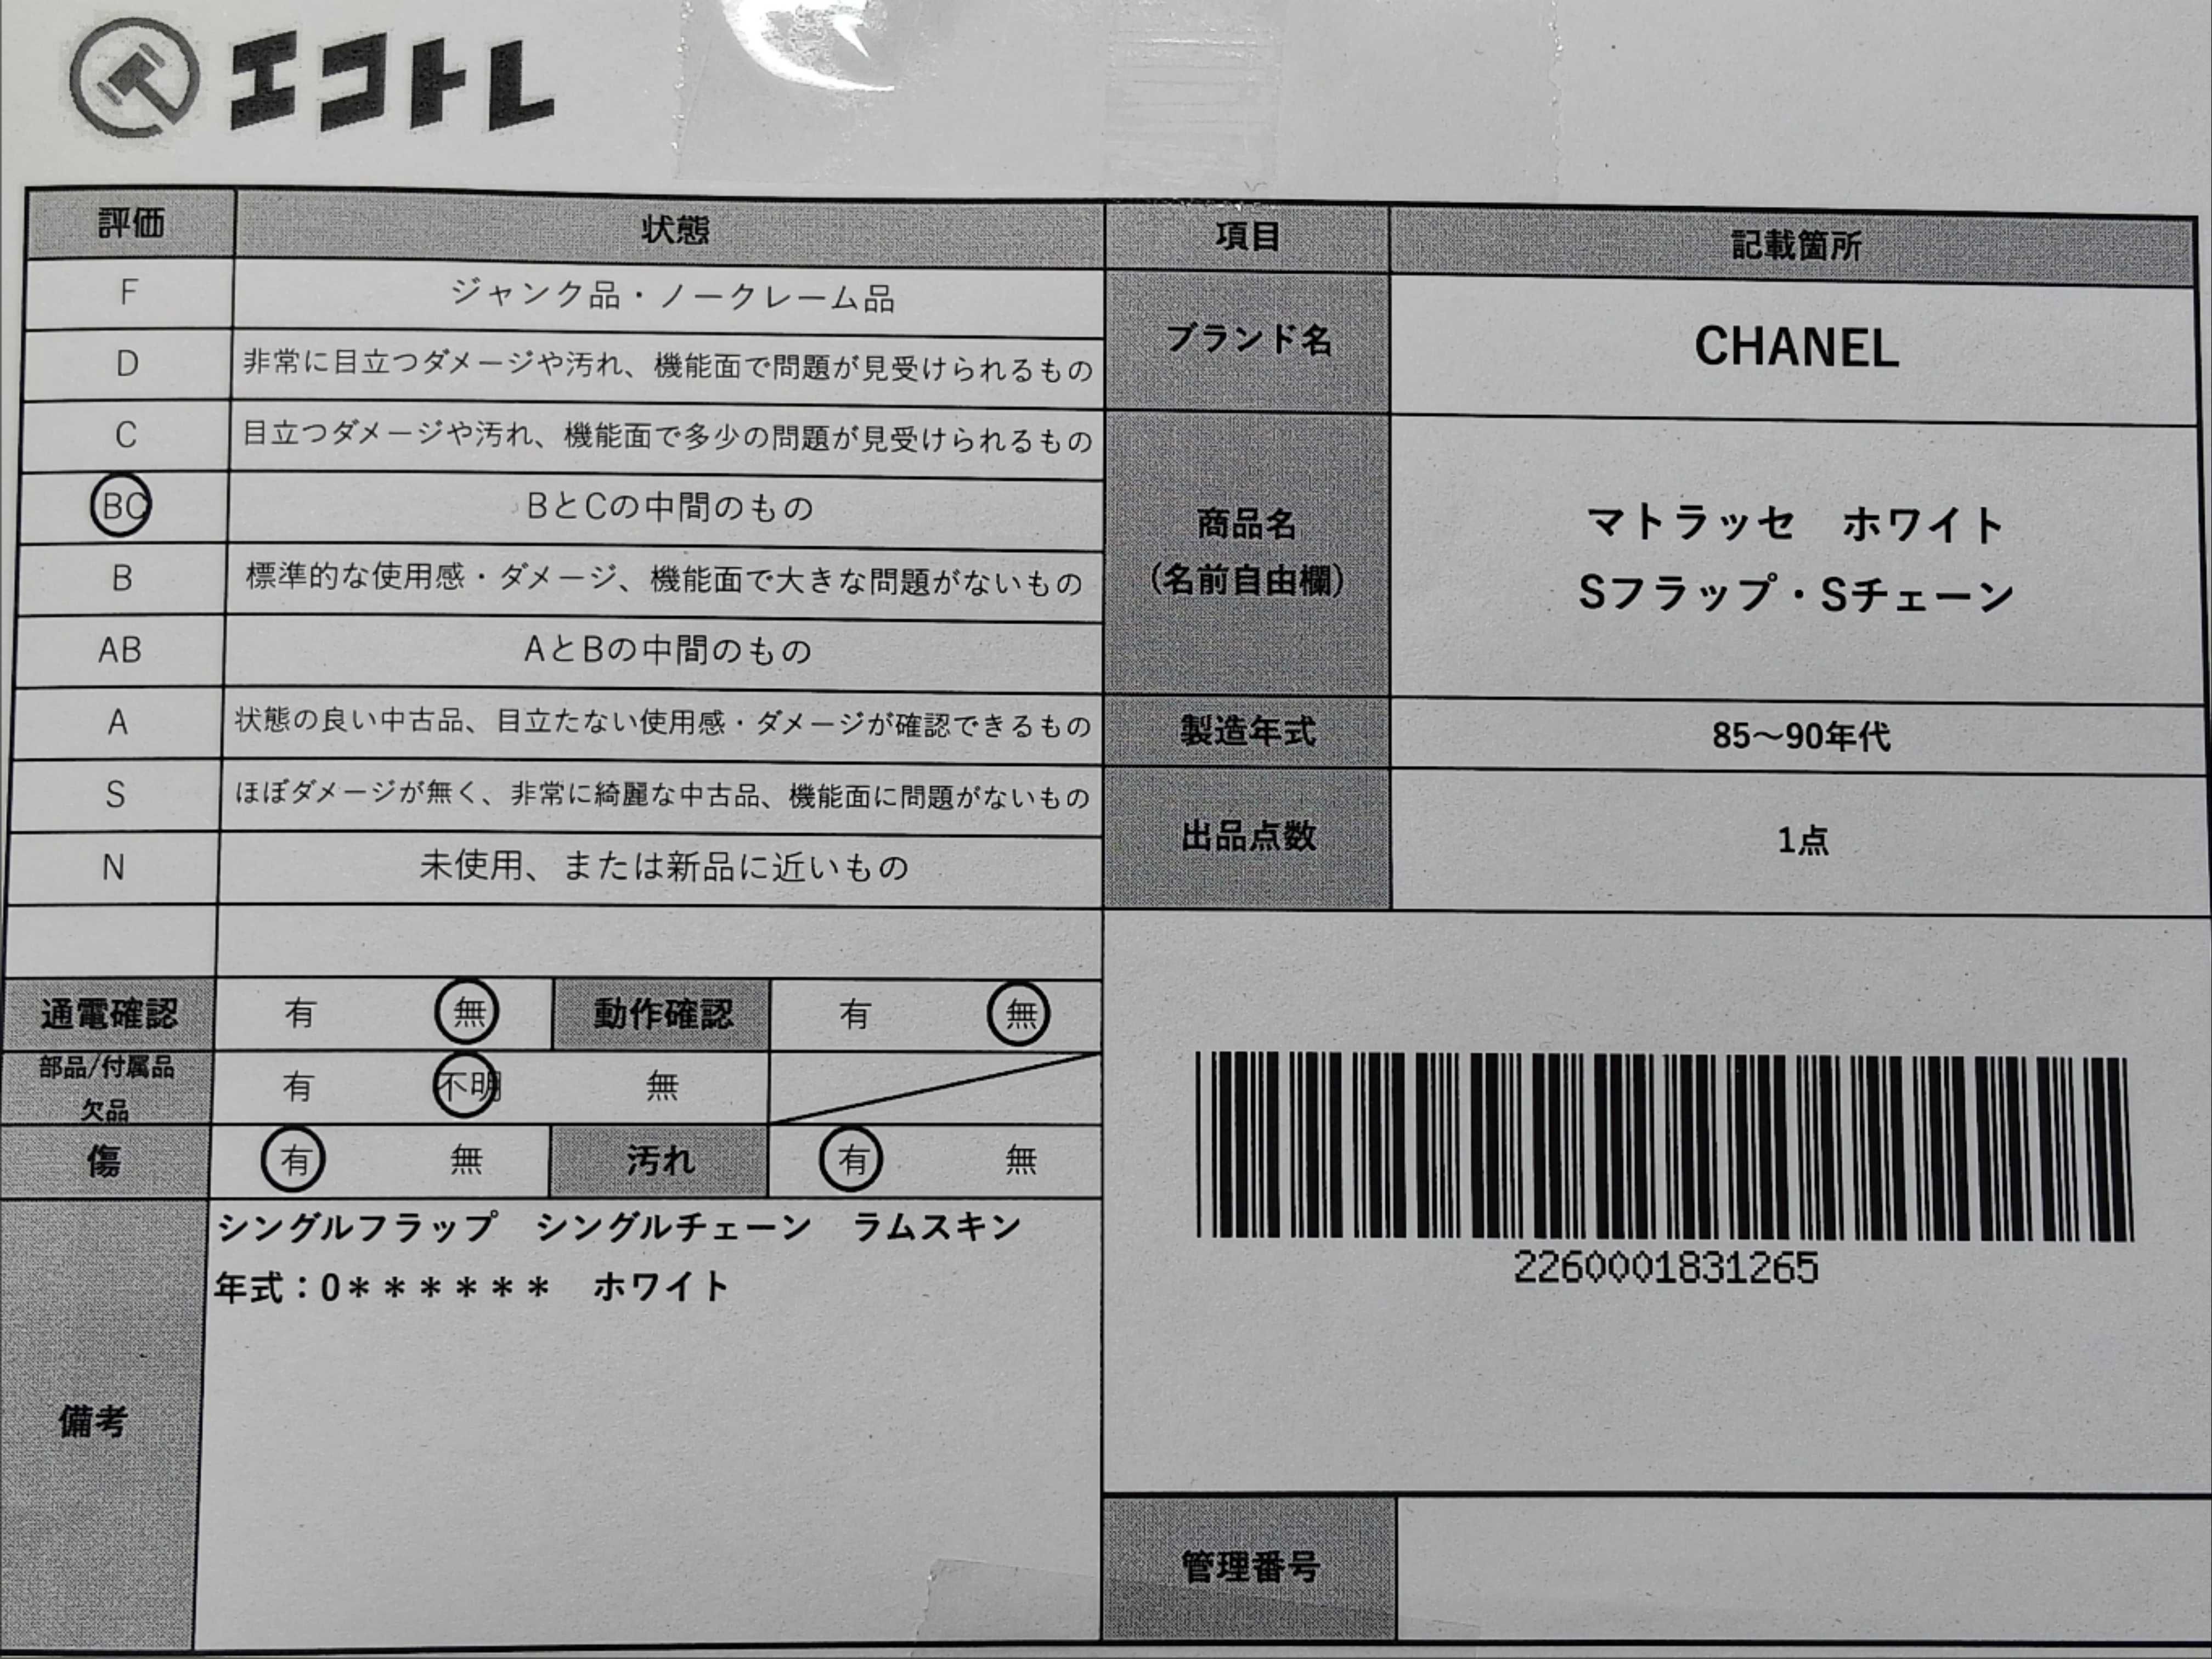 エコトレ
評価 状態 項目 記載箇所
F ジャンク品・ノークレーム品
D 非常に目立つダメージや汚れ、機能面で問題が見受けられるもの
C 目立つダメージや汚れ、機能面で多少の問題が見受けられるもの
BC BとCの中間のもの
B 標準的な使用感・ダメージ、機能面で大きな問題がないもの
AB AとBの中間のもの
A 状態の良い中古品、目立たない使用感・ダメージが確認できるもの
S ほぼダメージが無く、非常に綺麗な中古品、機能面に問題がないもの
N 未使用、または新品に近いもの
ブランド名 CHANEL
商品名
(名前自由欄)
マトラッセ　ホワイト
Sフラップ・Sチェーン
製造年式 85～90年代
出品点数 1点
通電確認 有 無 動作確認 有 無
部品/付属品
欠品
有 不明 無
傷 有 無 汚れ 有 無
備考
シングルフラップ　シングルチェーン　ラムスキン
年式：0＊＊＊＊＊＊　ホワイト
2260001831265
管理番号